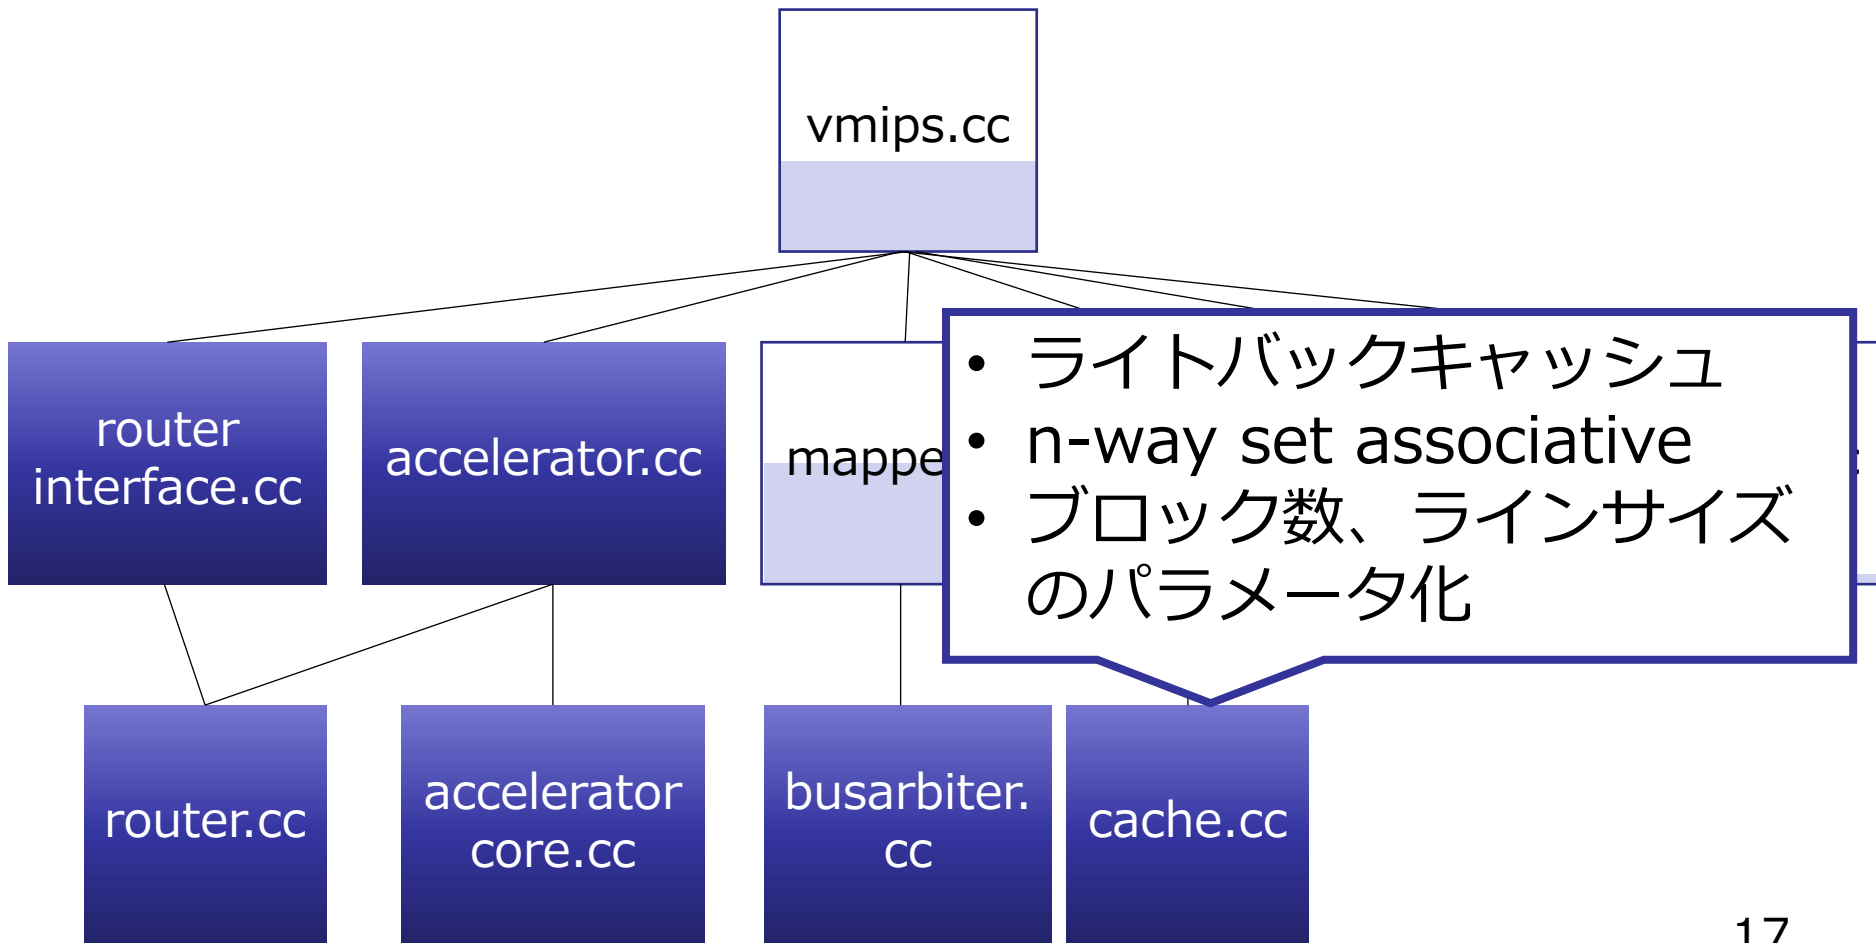 vmips.cc
router
interface.cc
accelerator.cc
mappe
• ライトバックキャッシュ
• n-way set associative
• ブロック数、ラインサイズ
のパラメータ化
router.cc
accelerator
core.cc
busarbiter.
cc
cache.cc
17